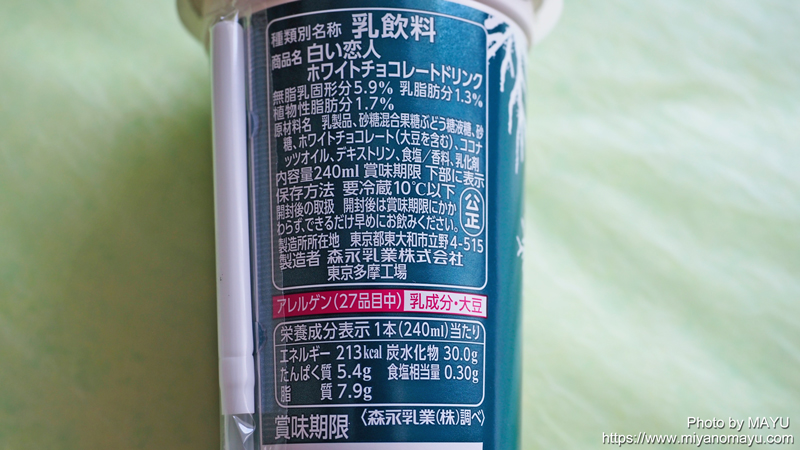 種類別名称 乳飲料
商品名 白い恋人
ホワイトチョコレートドリンク
無脂乳固形分5.9% 乳脂肪分1.3%
植物性脂肪分1.7%
原材料名 乳製品、砂糖混合果糖ぶどう糖液糖、砂
糖、ホワイトチョコレート(大豆を含む)、ココナ
ッツオイル、デキストリン、食塩/香料、乳化剤
内容量240ml 賞味期限 下部に表示
保存方法 要冷蔵10℃以下
開封後の取扱 開封後は賞味期限にかか
わらず、できるだけ早めにお飲みください。
公正
製造所所在地 東京都東大和市立野4-515
製造者 森永乳業株式会社
東京多摩工場
アレルゲン(27品目中) 乳成分・大豆
栄養成分表示 1本(240ml)当たり
エネルギー 213kcal 炭水化物 30.0g
たんぱく質 5.4g 食塩相当量 0.30g
脂質 7.9g
〈森永乳業(株)調べ〉
賞味期限
Photo by MAYU
https://www.miyanomayu.com/